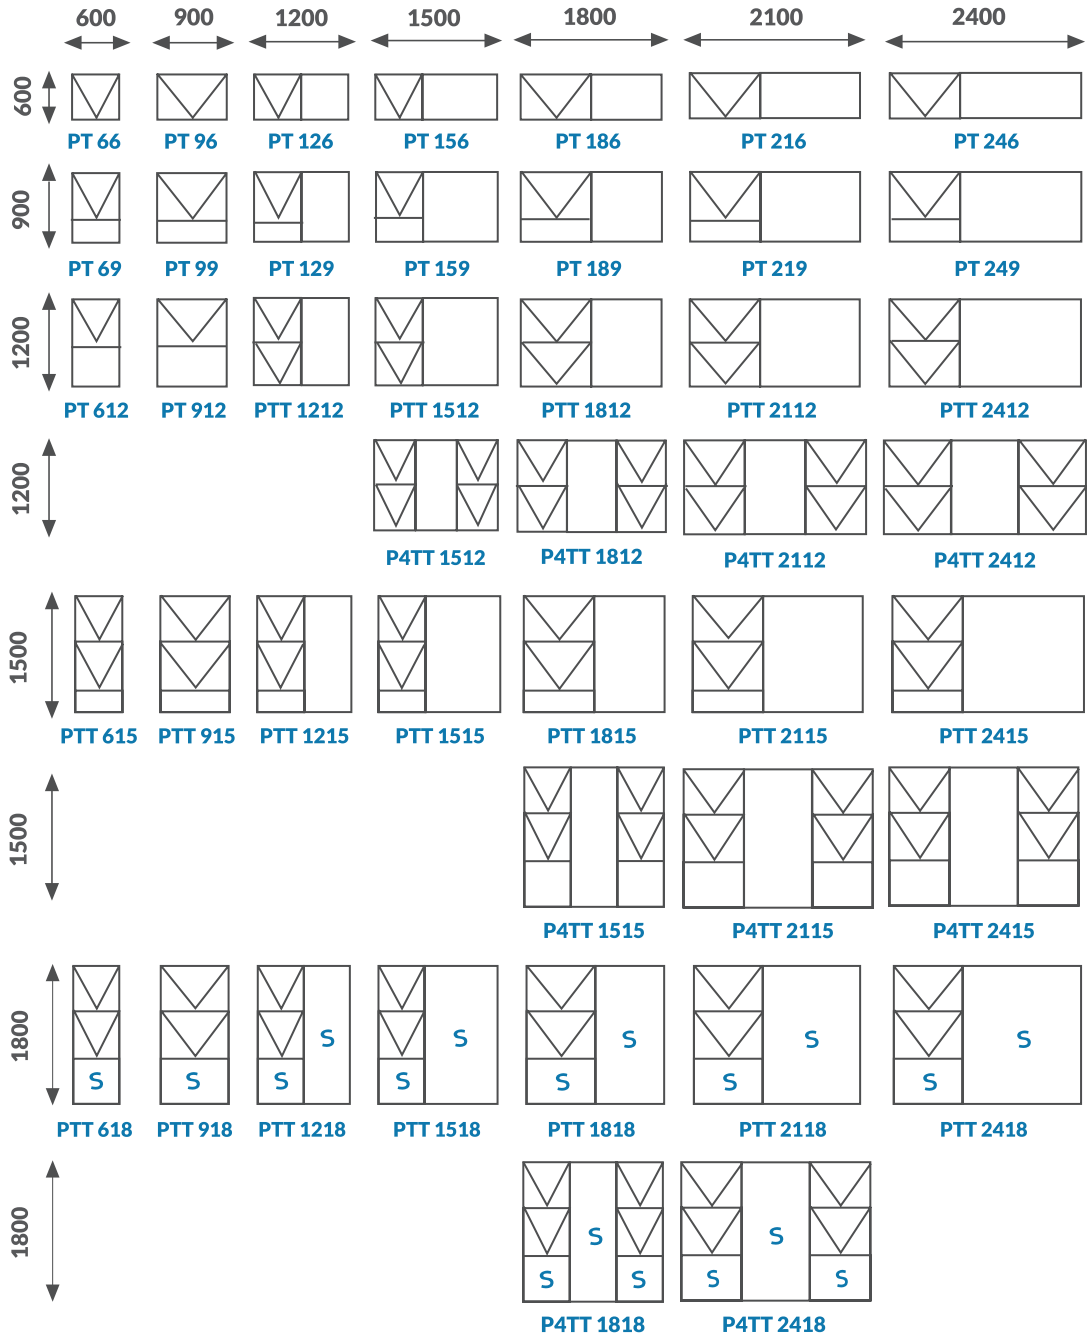 600 900 1200 1500 1800 2100 2400
600
PT 66 PT 96 PT 126 PT 156 PT 186 PT 216 PT 246
900
PT 69 PT 99 PT 129 PT 159 PT 189 PT 219 PT 249
1200
PT 612 PT 912 PTT 1212 PTT 1512 PTT 1812 PTT 2112 PTT 2412
1200
P4TT 1512 P4TT 1812 P4TT 2112 P4TT 2412
1500
PTT 615 PTT 915 PTT 1215 PTT 1515 PTT 1815 PTT 2115 PTT 2415
1500
P4TT 1515 P4TT 2115 P4TT 2415
1800
S S S S S
S S S S S S S
PTT 618 PTT 918 PTT 1218 PTT 1518 PTT 1818 PTT 2118 PTT 2418
1800
S S
S S S S
P4TT 1818 P4TT 2418